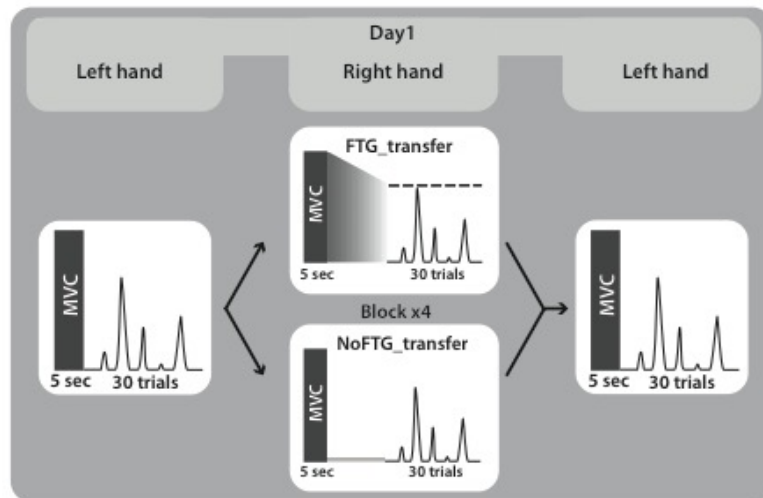 Day1
Left hand
Right hand
Left hand
MVC
5 sec
30 trials
FTG_transfer
MVC
5 sec
30 trials
Block x4
NoFTG_transfer
MVC
5 sec
30 trials
MVC
5 sec
30 trials